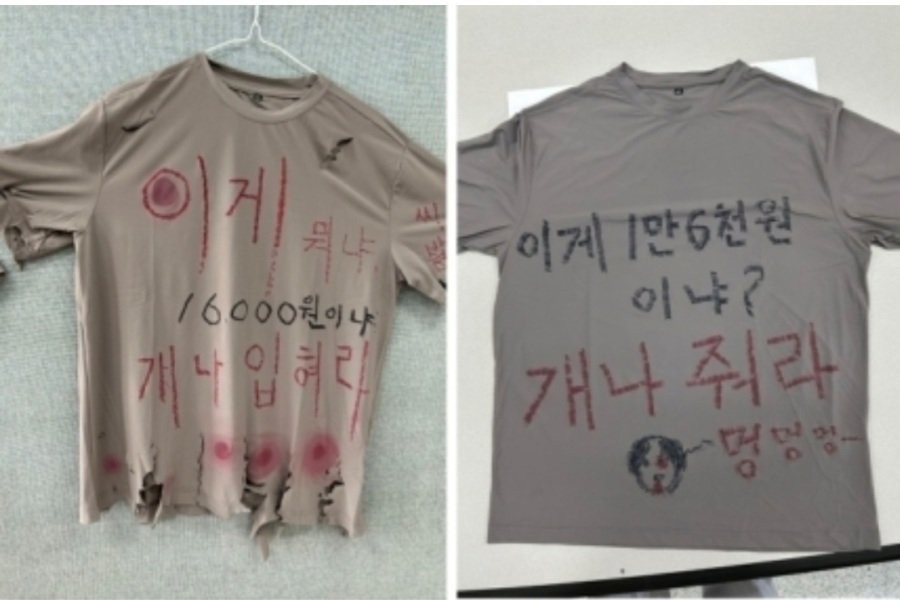 이게
뭐냐
16,000원이냐
개나 입혀라
이게 1만6천원
이냐?
개나 줘라
멍 멍 멍~